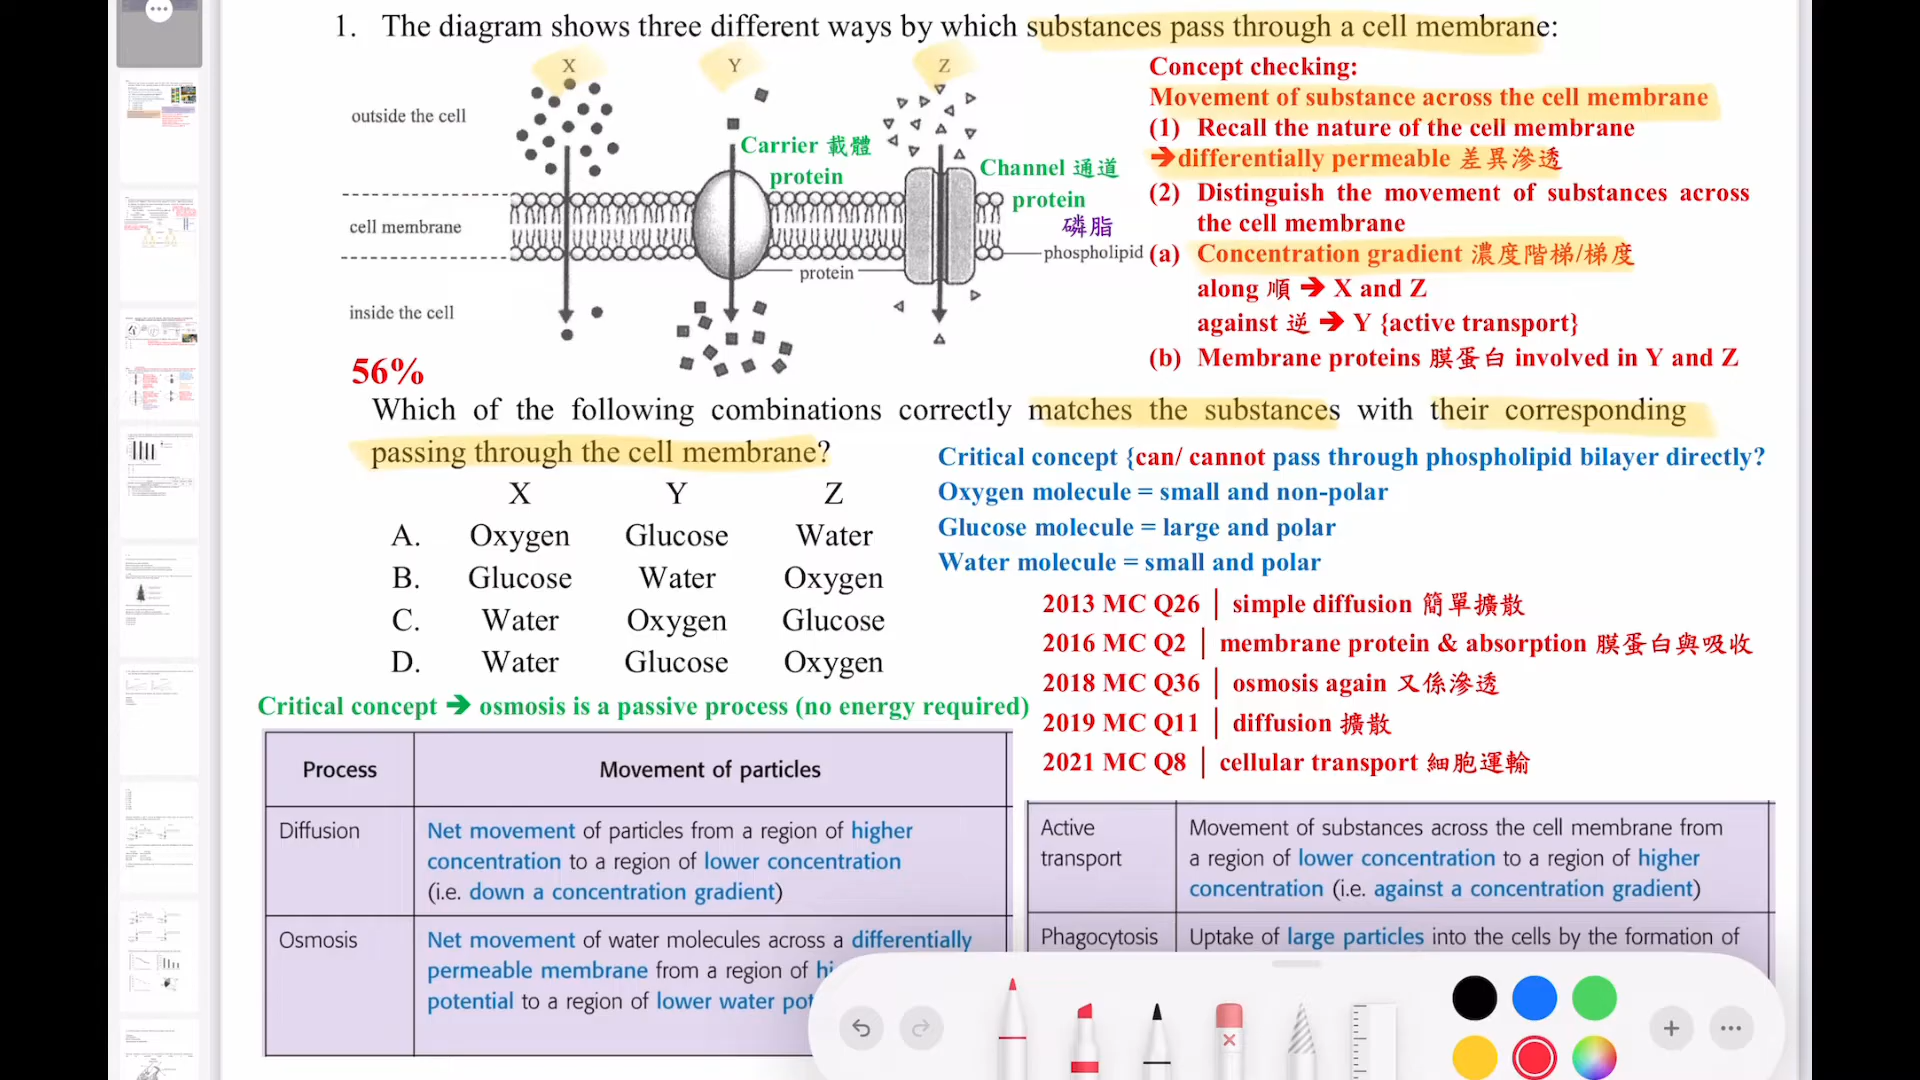 1. The diagram shows three different ways by which substances pass through a cell membrane:
X Y Z
outside the cell
Carrier 載體
protein
Channel 通道
protein
磷脂
cell membrane
phospholipid
protein
inside the cell
56%
Concept checking:
Movement of substance across the cell membrane
(1) Recall the nature of the cell membrane
➔differentially permeable 差異滲透
(2) Distinguish the movement of substances across
the cell membrane
(a) Concentration gradient 濃度階梯/梯度
along 順 ➔ X and Z
against 逆 ➔ Y {active transport}
(b) Membrane proteins 膜蛋白 involved in Y and Z
Which of the following combinations correctly matches the substances with their corresponding
passing through the cell membrane?
X Y Z
A. Oxygen Glucose Water
B. Glucose Water Oxygen
C. Water Oxygen Glucose
D. Water Glucose Oxygen
Critical concept {can/ cannot pass through phospholipid bilayer directly?
Oxygen molecule = small and non-polar
Glucose molecule = large and polar
Water molecule = small and polar
2013 MC Q26 | simple diffusion 簡單擴散
2016 MC Q2 | membrane protein & absorption 膜蛋白與吸收
2018 MC Q36 | osmosis again 又係滲透
2019 MC Q11 | diffusion 擴散
2021 MC Q8 | cellular transport 細胞運輸
Critical concept ➔ osmosis is a passive process (no energy required)
Process Movement of particles
Diffusion Net movement of particles from a region of higher
concentration to a region of lower concentration
(i.e. down a concentration gradient)
Osmosis Net movement of water molecules across a differentially
permeable membrane from a region of
potential to a region of lower water
Active Movement of substances across the cell membrane from
transport a region of lower concentration to a region of higher
concentration (i.e. against a concentration gradient)
Phagocytosis Uptake of large particles into the cells by the formation of